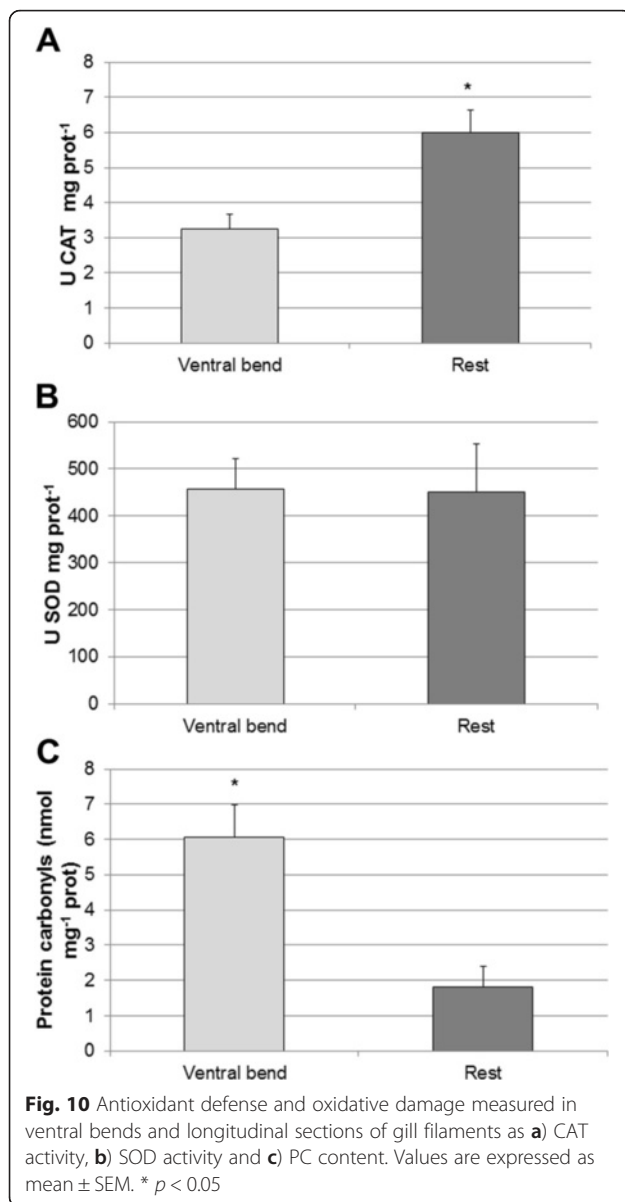 A
8
7
6
5
4
3
2
1
0
U CAT mg prot⁻¹
*
Ventral bend Rest
B
600
500
400
300
200
100
0
U SOD mg prot⁻¹
Ventral bend Rest
C
8
7
6
5
4
3
2
1
0
Protein carbonyls (nmol
mg⁻¹ prot)
*
Ventral bend Rest
Fig. 10 Antioxidant defense and oxidative damage measured in
ventral bends and longitudinal sections of gill filaments as a) CAT
activity, b) SOD activity and c) PC content. Values are expressed as
mean ± SEM. * p < 0.05